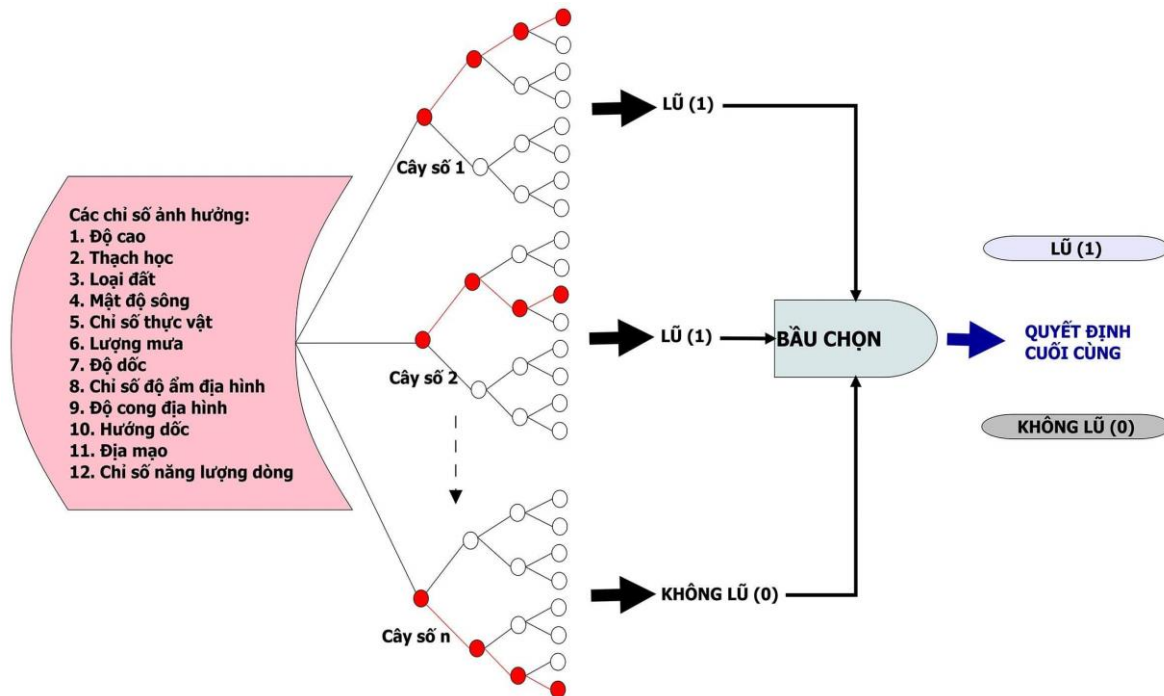 Các chỉ số ảnh hưởng:
1. Độ cao
2. Thạch học
3. Loại đất
4. Mật độ sông
5. Chỉ số thực vật
6. Lượng mưa
7. Độ dốc
8. Chỉ số độ ẩm địa hình
9. Độ cong địa hình
10. Hướng dốc
11. Địa mạo
12. Chỉ số năng lượng dòng
Cây số 1
Cây số 2
Cây số n
LŨ (1)
LŨ (1)
KHÔNG LŨ (0)
BẦU CHỌN
LŨ (1)
QUYẾT ĐỊNH
CUỐI CÙNG
KHÔNG LŨ (0)